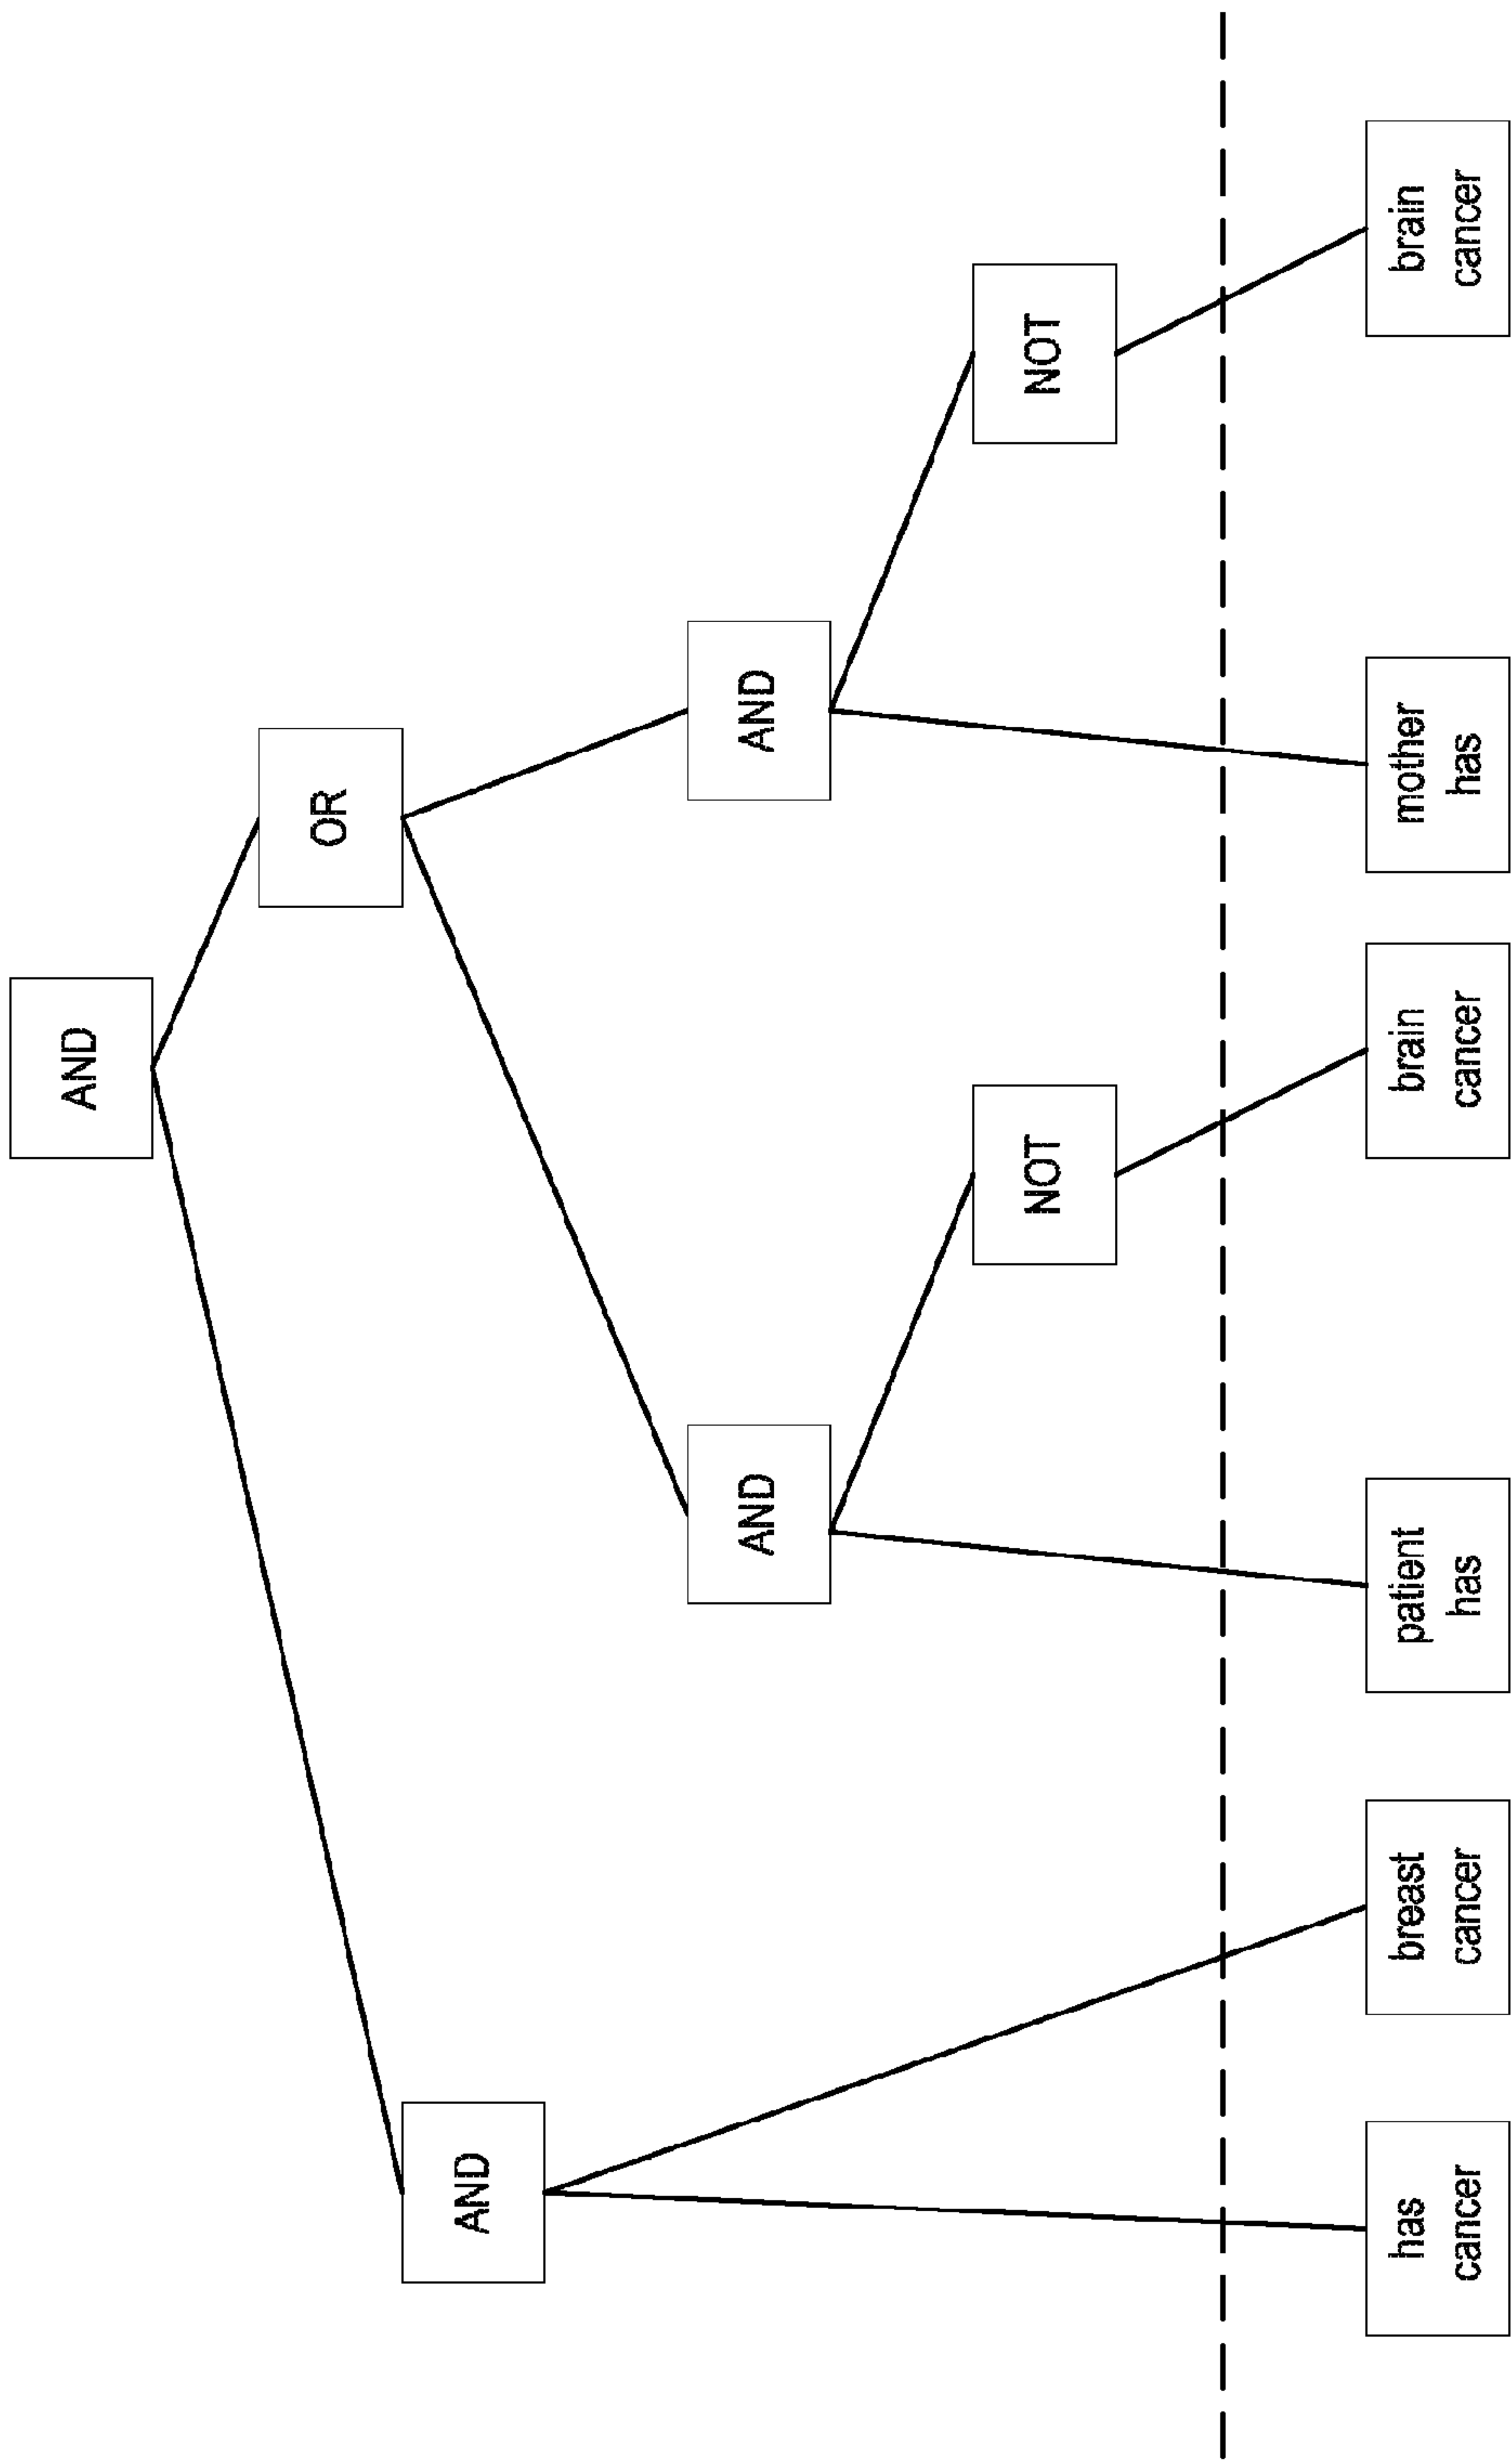 AND
OR
AND
AND
AND
NOT
NOT
has
cancer
breast
cancer
patient
has
brain
cancer
mother
has
brain
cancer